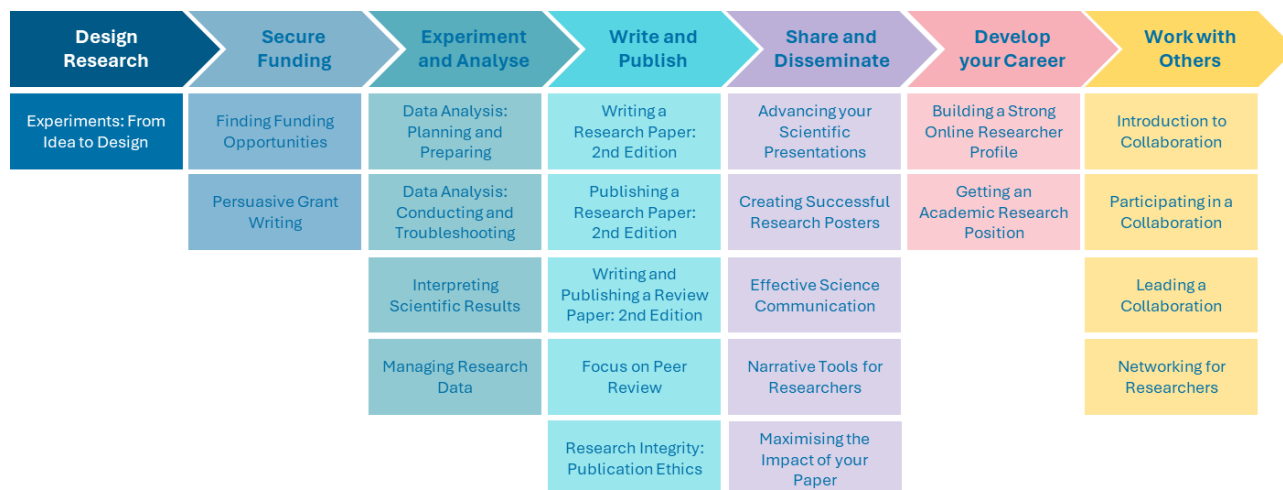 Design
Research
Secure
Funding
Experiment
and Analyse
Write and
Publish
Share and
Disseminate
Develop
your Career
Work with
Others
Experiments: From
Idea to Design
Finding Funding
Opportunities
Data Analysis:
Planning and
Preparing
Writing a
Research Paper:
2nd Edition
Advancing your
Scientific
Presentations
Building a Strong
Online Researcher
Profile
Introduction to
Collaboration
Persuasive Grant
Writing
Data Analysis:
Conducting and
Troubleshooting
Publishing a
Research Paper:
2nd Edition
Creating Successful
Research Posters
Getting an
Academic Research
Position
Participating in a
Collaboration
Interpreting
Scientific Results
Writing and
Publishing a Review
Paper: 2nd Edition
Effective Science
Communication
Leading a
Collaboration
Managing Research
Data
Focus on Peer
Review
Narrative Tools for
Researchers
Networking for
Researchers
Research Integrity:
Publication Ethics
Maximising the
Impact of your
Paper